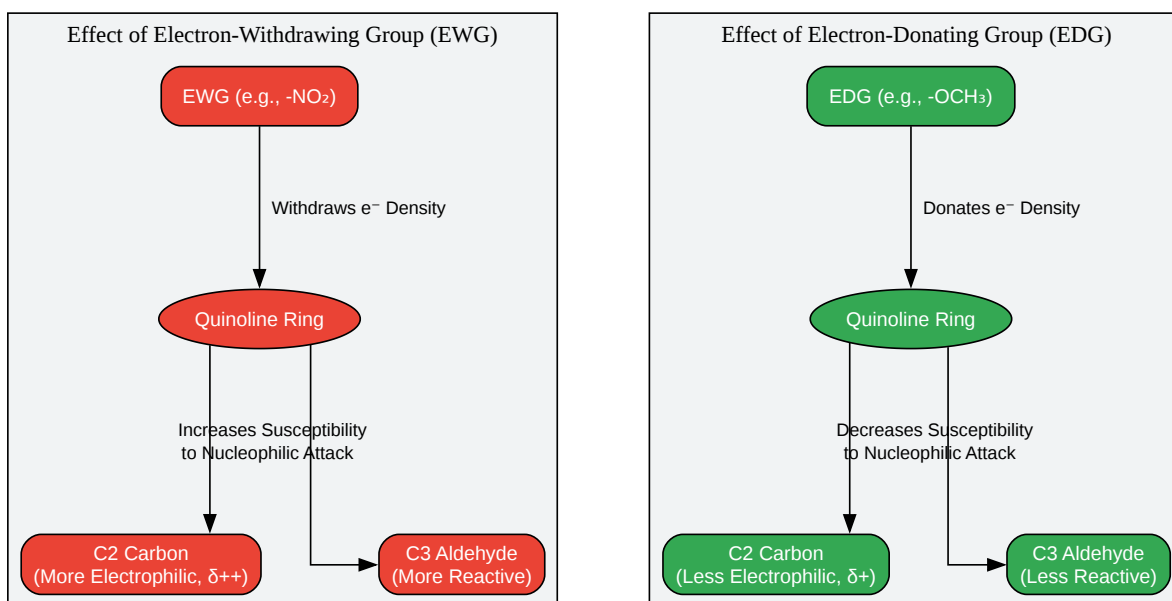 Effect of Electron-Withdrawing Group (EWG)
EWG (e.g., -NO₂)
Withdraws e⁻ Density
Quinoline Ring
Increases Susceptibility
to Nucleophilic Attack
C2 Carbon
(More Electrophilic, δ++)
C3 Aldehyde
(More Reactive)
Effect of Electron-Donating Group (EDG)
EDG (e.g., -OCH₃)
Donates e⁻ Density
Quinoline Ring
Decreases Susceptibility
to Nucleophilic Attack
C2 Carbon
(Less Electrophilic, δ+)
C3 Aldehyde
(Less Reactive)